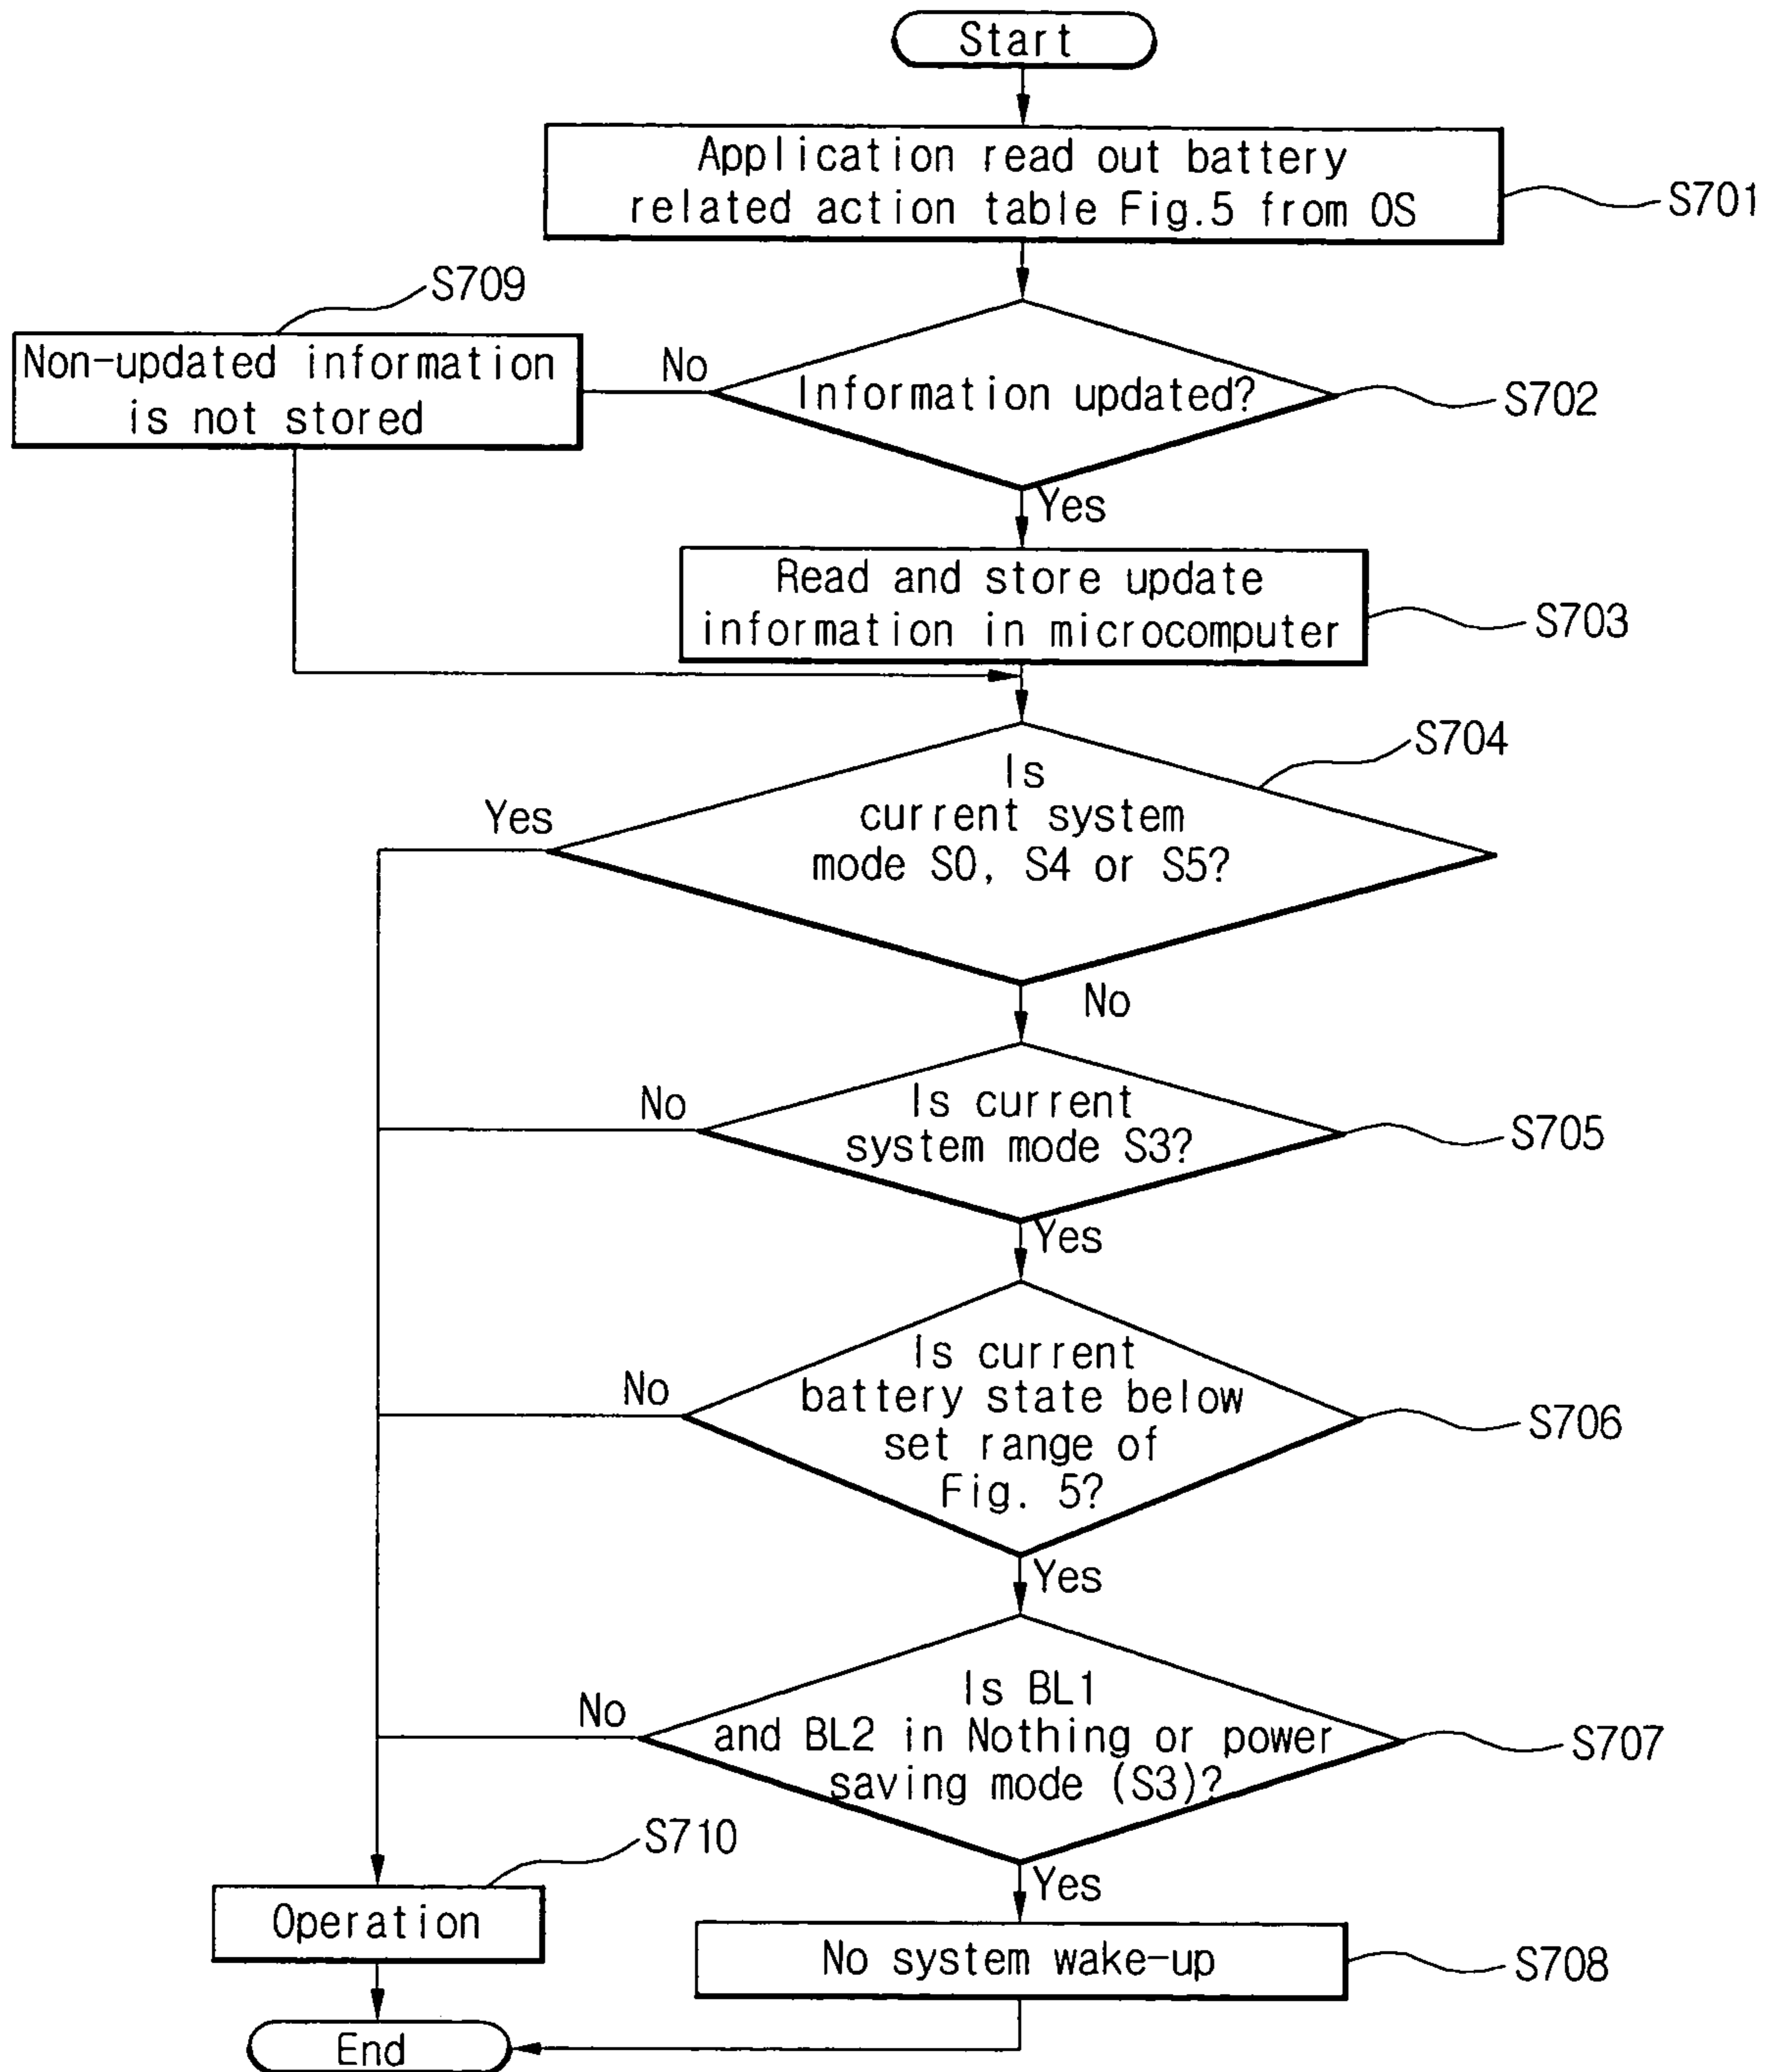 Start
Application read out battery
related action table Fig.5 from OS
S701
S709
Non-updated information
is not stored
No
Information updated?
S702
Yes
Read and store update
information in microcomputer
S703
S704
Is
current system
mode S0, S4 or S5?
Yes
No
Is current
system mode S3?
No
S705
Yes
Is current
battery state below
set range of
Fig. 5?
No
S706
Yes
Is BL1
and BL2 in Nothing or power
saving mode (S3)?
No
S707
S710
Yes
Operation
No system wake-up
S708
End